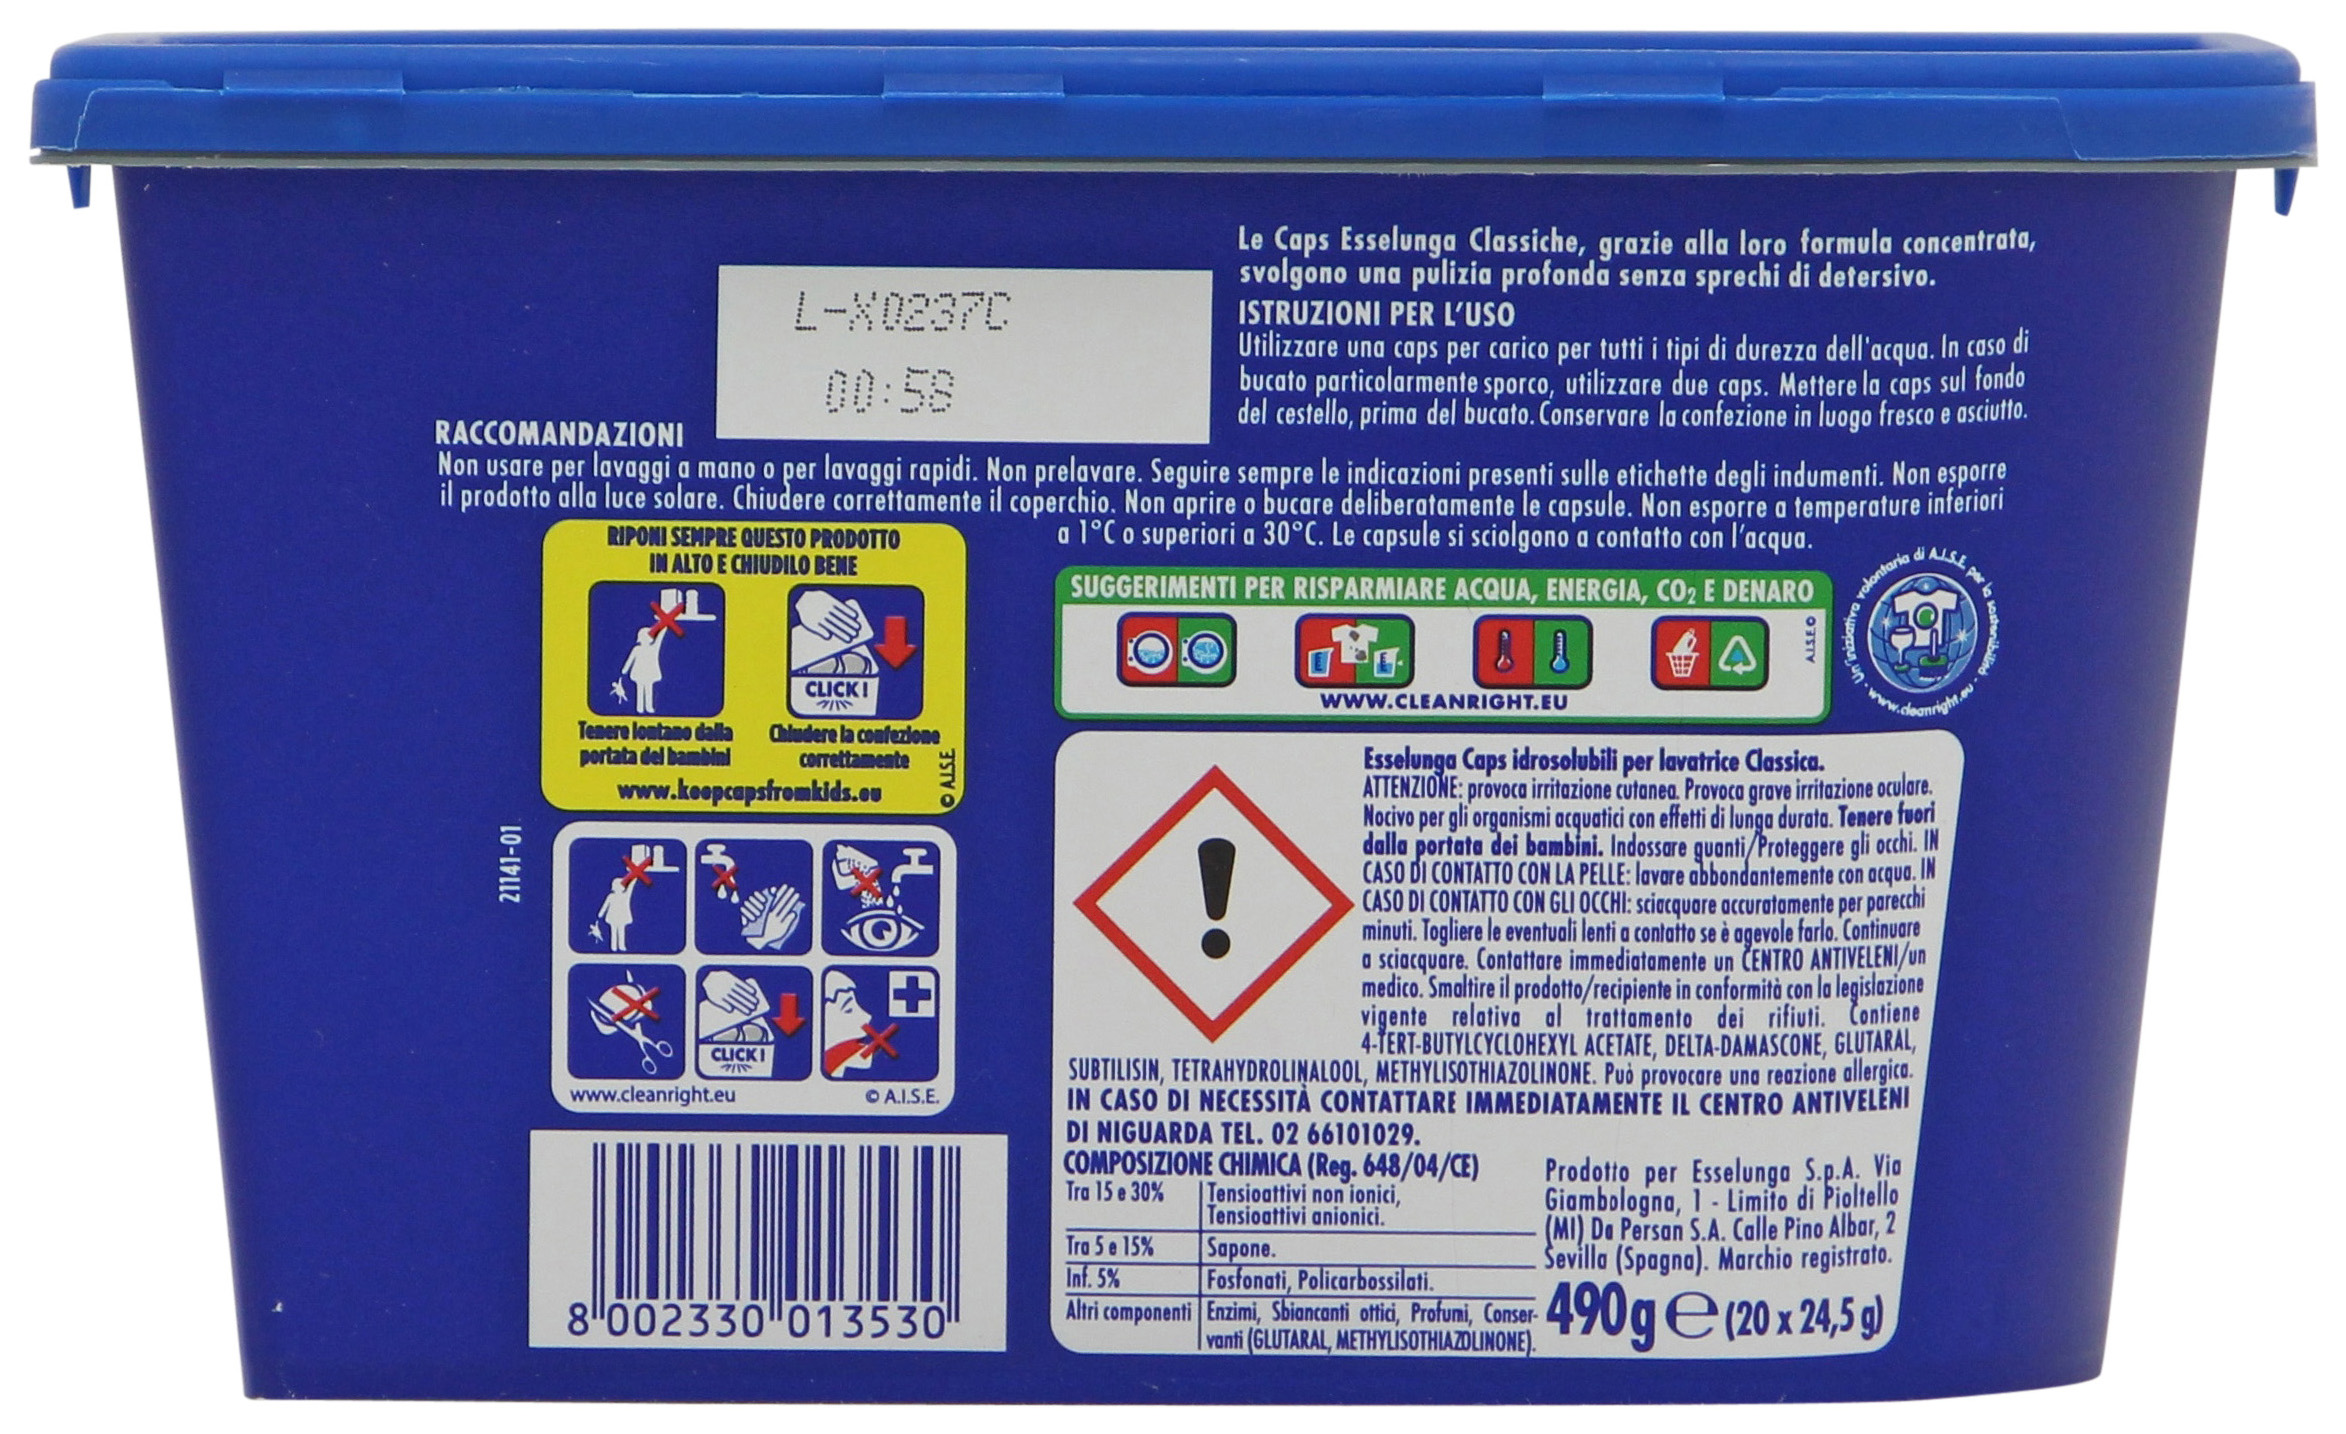 Le Caps Esselunga Classiche, grazie alla loro formula concentrata,
svolgono una pulizia profonda senza sprechi di detersivo.
ISTRUZIONI PER L'USO
Utilizzare una caps per carico per tutti i tipi di durezza dell'acqua. In caso di
bucato particolarmente sporco, utilizzare due caps. Mettere la caps sul fondo
del cestello, prima del bucato. Conservare la confezione in luogo fresco e asciutto.
L-X0237C
00:58
RACCOMANDAZIONI
Non usare per lavaggi a mano o per lavaggi rapidi. Non prelavare. Seguire sempre le indicazioni presenti sulle etichette degli indumenti. Non esporre
il prodotto alla luce solare. Chiudere correttamente il coperchio. Non aprire o bucare deliberatamente le capsule. Non esporre a temperature inferiori
a 1°C o superiori a 30°C. Le capsule si sciolgono a contatto con l'acqua.
RIPONI SEMPRE QUESTO PRODOTTO
IN ALTO E CHIUDILO BENE
CLICK!
Tenere lontano dalla
portata dei bambini
Chiudere la confezione
correttamente
www.keepcapsfromkids.eu
© A.I.S.E.
SUGGERIMENTI PER RISPARMIARE ACQUA, ENERGIA, CO2 E DENARO
WWW.CLEANRIGHT.EU
A.I.S.E.©
Un'iniziativa volontaria di A.I.S.E. per la sostenibilità
www.cleanright.eu
21141-01
CLICK!
www.cleanright.eu
© A.I.S.E.
8 002330 013530
Esselunga Caps idrosolubili per lavatrice Classica.
ATTENZIONE: provoca irritazione cutanea. Provoca grave irritazione oculare.
Nocivo per gli organismi acquatici con effetti di lunga durata. Tenere fuori
dalla portata dei bambini. Indossare guanti/Proteggere gli occhi. IN
CASO DI CONTATTO CON LA PELLE: lavare abbondantemente con acqua. IN
CASO DI CONTATTO CON GLI OCCHI: sciacquare accuratamente per parecchi
minuti. Togliere le eventuali lenti a contatto se è agevole farlo. Continuare
a sciacquare. Contattare immediatamente un CENTRO ANTIVELENI/un
medico. Smaltire il prodotto/recipiente in conformità con la legislazione
vigente relativa al trattamento dei rifiuti. Contiene
4-TERT-BUTYLCYCLOHEXYL ACETATE, DELTA-DAMASCONE, GLUTARAL,
SUBTILISIN, TETRAHYDROLINALOOL, METHYLISOTHIAZOLINONE. Può provocare una reazione allergica.
IN CASO DI NECESSITÀ CONTATTARE IMMEDIATAMENTE IL CENTRO ANTIVELENI
DI NIGUARDA TEL. 02 66101029.
COMPOSIZIONE CHIMICA (Reg. 648/04/CE)
Tra 15 e 30% Tensioattivi non ionici,
Tensioattivi anionici.
Tra 5 e 15% Sapone.
Inf. 5% Fosfonati, Policarbossilati.
Altri componenti Enzimi, Sbiancanti ottici, Profumi, Conser-
vanti (GLUTARAL, METHYLISOTHIAZOLINONE).
Prodotto per Esselunga S.p.A. Via
Giambologna, 1 - Limito di Pioltello
(MI) Da Persan S.A. Calle Pino Albar, 2
Sevilla (Spagna). Marchio registrato.
490g e (20 x 24,5 g)